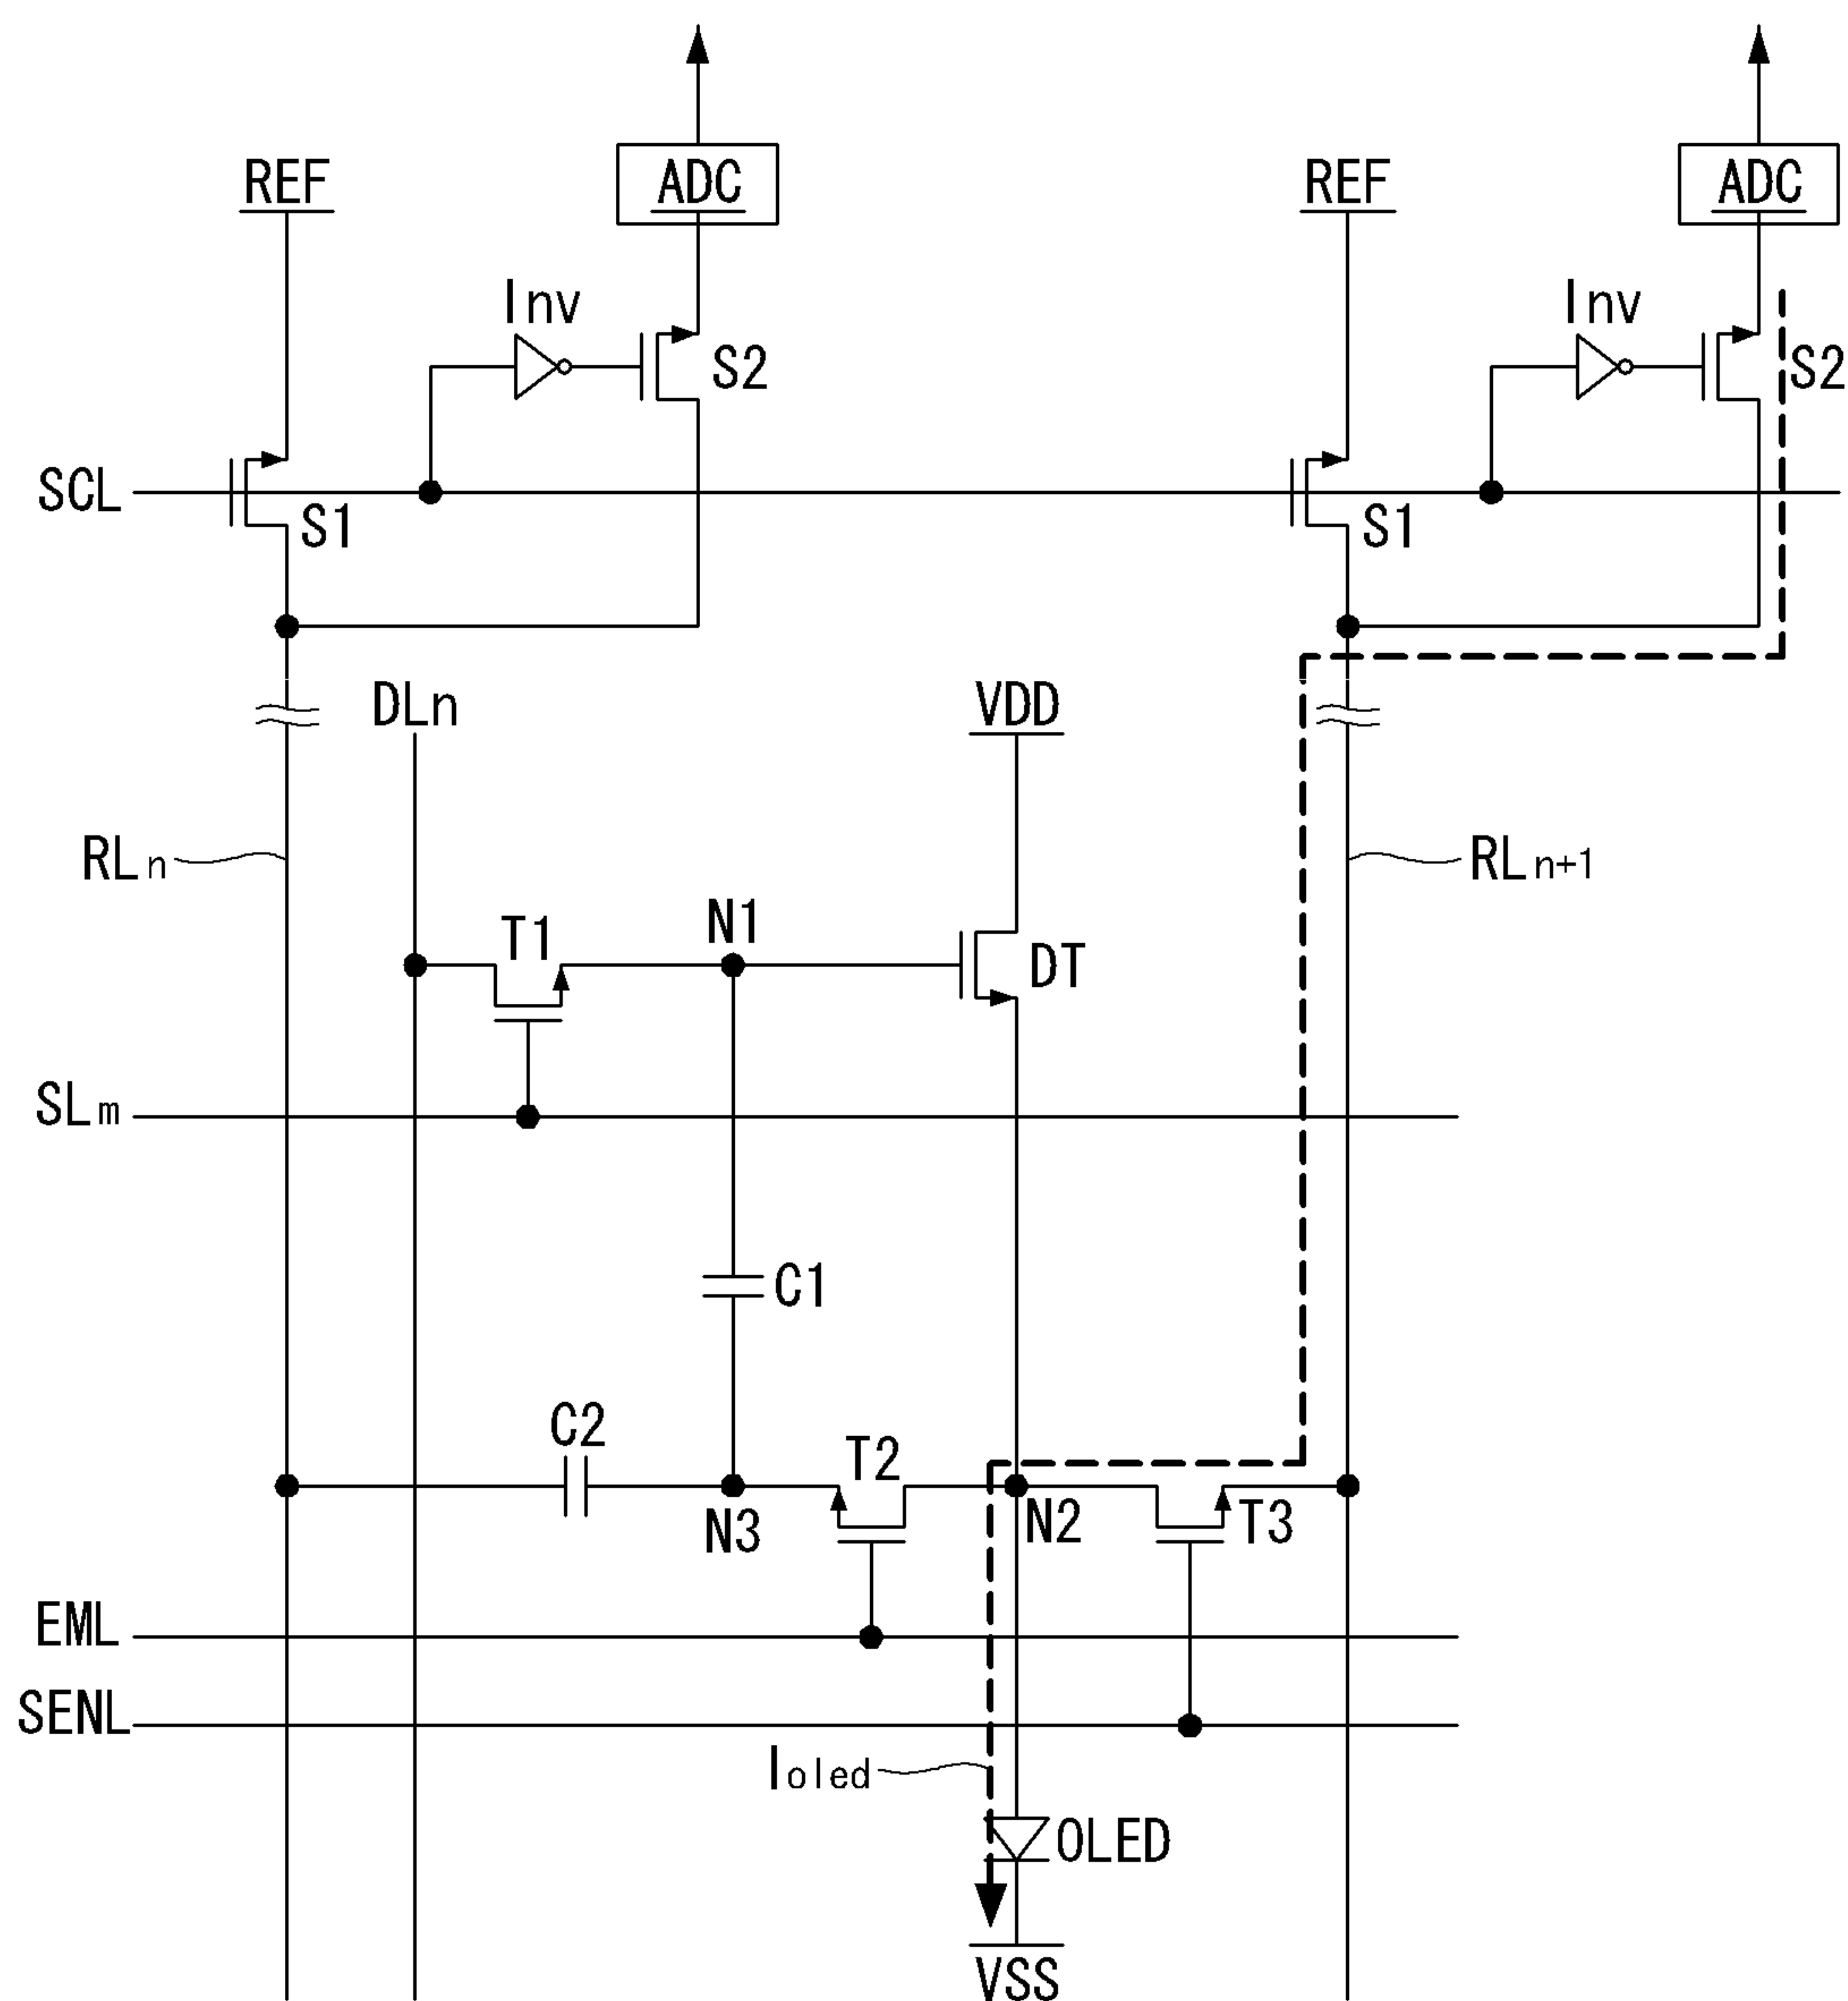 REF
ADC
REF
ADC
Inv
Inv
S2
S2
SCL
S1
S1
DLn
VDD
RLn
RLn+1
T1
N1
DT
SLm
C1
C2
T2
N3
N2
T3
EML
SENL
Ioled
OLED
VSS